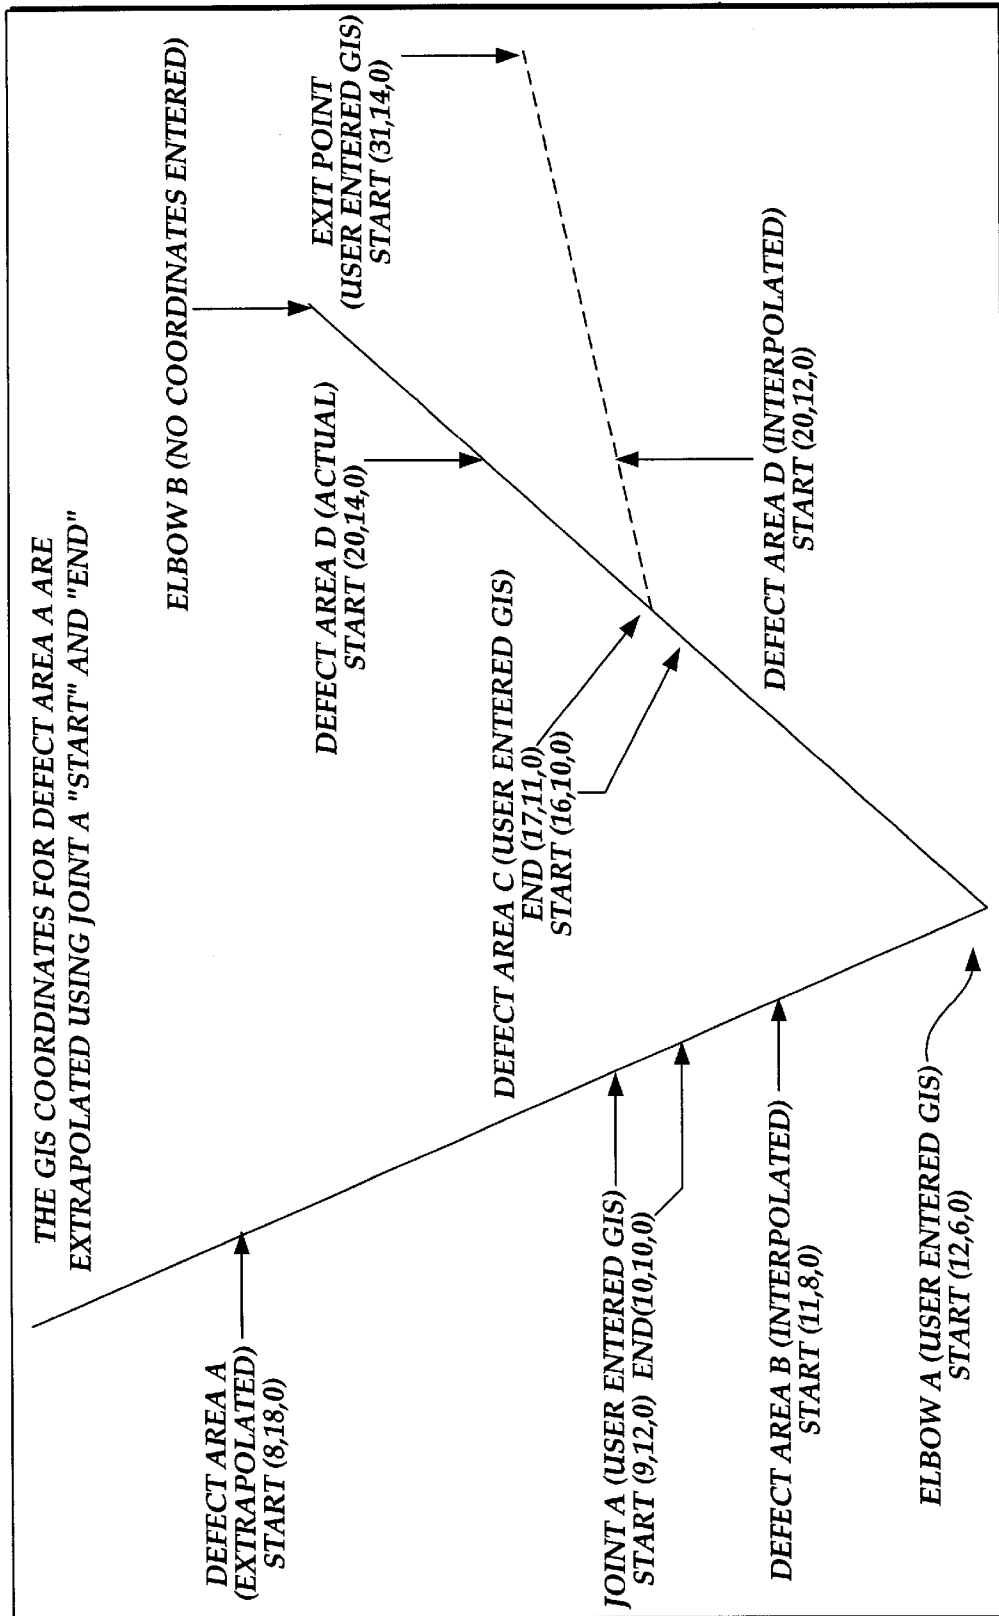 THE GIS COORDINATES FOR DEFECT AREA A ARE
EXTRAPOLATED USING JOINT A "START" AND "END"
DEFECT AREA A
(EXTRAPOLATED)
START (8,18,0)
JOINT A (USER ENTERED GIS)
START (9,12,0) END(10,10,0)
DEFECT AREA B (INTERPOLATED)
START (11,8,0)
ELBOW A (USER ENTERED GIS)
START (12,6,0)
DEFECT AREA C (USER ENTERED GIS)
END (17,11,0)
START (16,10,0)
DEFECT AREA D (ACTUAL)
START (20,14,0)
ELBOW B (NO COORDINATES ENTERED)
EXIT POINT
(USER ENTERED GIS)
START (31,14,0)
DEFECT AREA D (INTERPOLATED)
START (20,12,0)